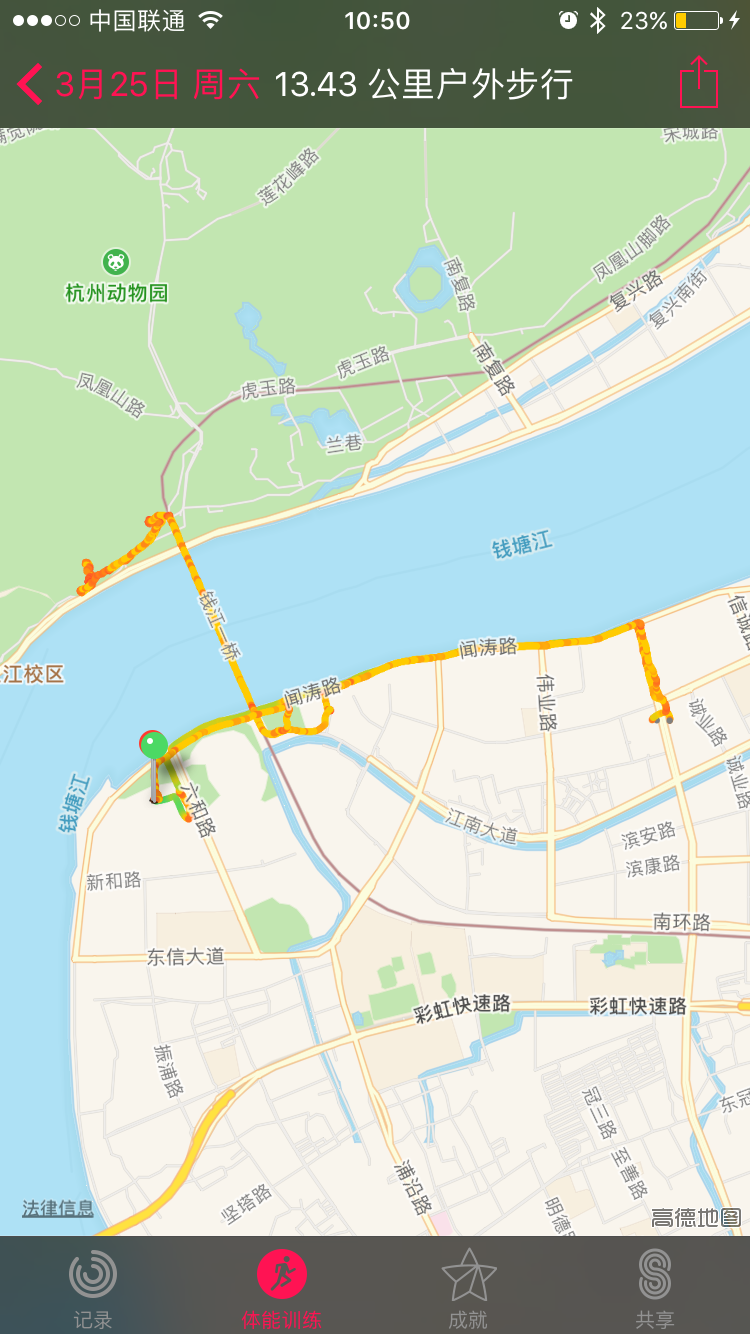 中国联通 10:50 23%
3月25日 周六 13.43 公里户外步行
荣城路
莲花峰路
杭州动物园
南复路
凤凰山脚路
复兴路
复兴南街
凤凰山路
虎玉路
虎玉路
南复路
兰巷
钱塘江
钱江一桥
江校区
信诚路
闻涛路
闻涛路
伟业路
诚业路
诚业路
钱塘江
六和路
江南大道
滨安路
滨康路
新和路
南环路
东信大道
彩虹快速路
彩虹快速路
振浦路
冠三路
东冠
至善路
浦沿路
坚塔路
明德
法律信息
高德地图
记录 体能训练 成就 共享